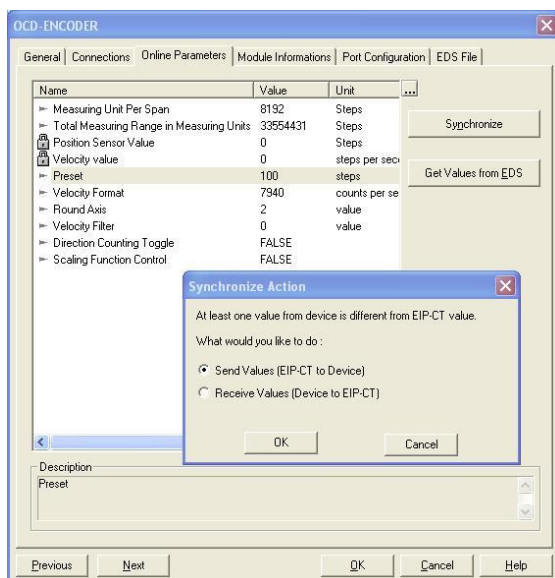 OCD-ENCODER
General Connections Online Parameters Module Informations Port Configuration EDS File
Name Value Unit ...
Measuring Unit Per Span 8192 Steps
Total Measuring Range in Measuring Units 33554431 Steps
Position Sensor Value 0 Steps
Velocity value 0 steps per seco
Preset 100 steps
Velocity Format 7940 counts per se
Round Axis 2 value
Velocity Filter 0 value
Direction Counting Toggle FALSE
Scaling Function Control FALSE
Synchronize
Get Values from EDS
Synchronize Action
At least one value from device is different from EIP-CT value.
What would you like to do :
Send Values (EIP-CT to Device)
Receive Values (Device to EIP-CT)
OK Cancel
Description
Preset
Previous Next OK Cancel Help